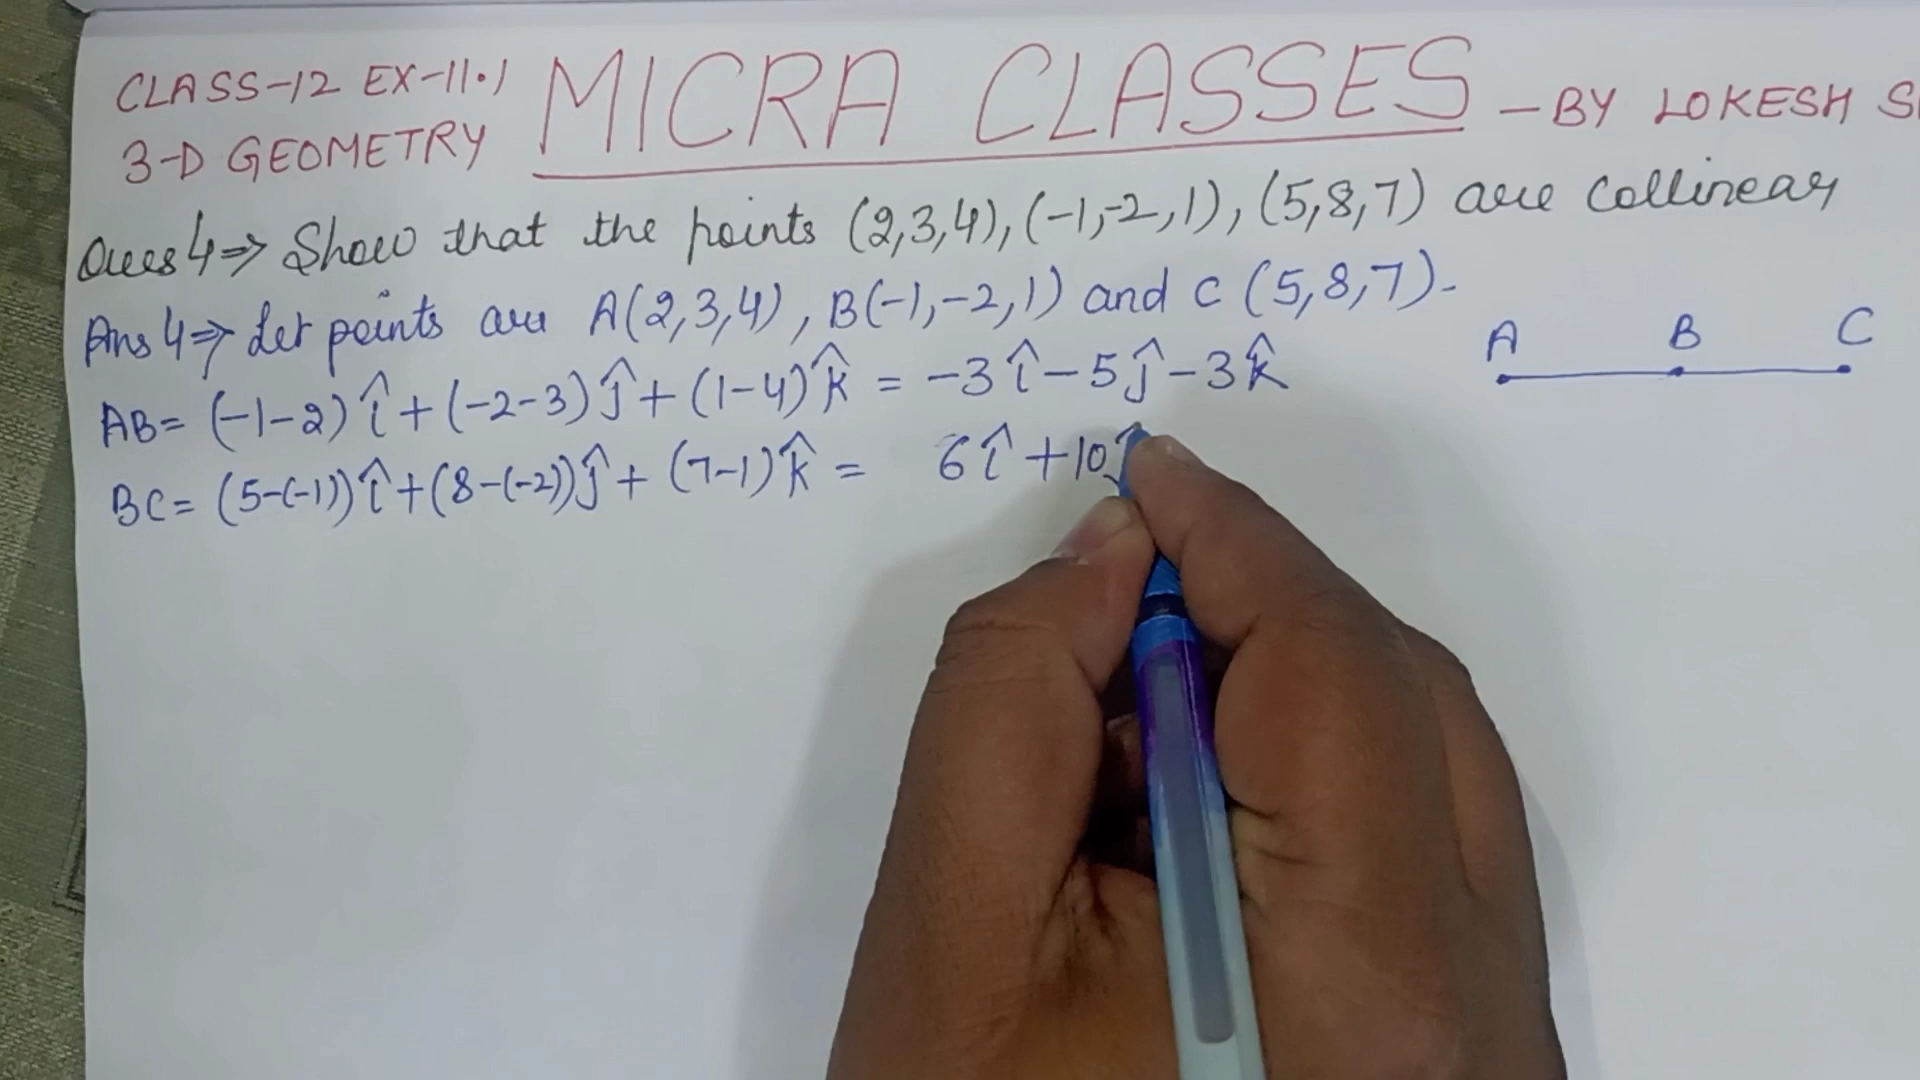 CLASS-12 EX-11.1 MICRA CLASSES - BY LOKESH
3-D GEOMETRY
Ques 4⇒ Show that the points (2,3,4), (-1,-2,1), (5,8,7) are collinear
Ans 4⇒ Let points are A(2,3,4), B(-1,-2,1) and C (5,8,7).
A B C
AB = (-1-2)î + (-2-3)ĵ + (1-4)k̂ = -3î - 5ĵ - 3k̂
BC = (5-(-1))î + (8-(-2))ĵ + (7-1)k̂ = 6î + 10ĵ